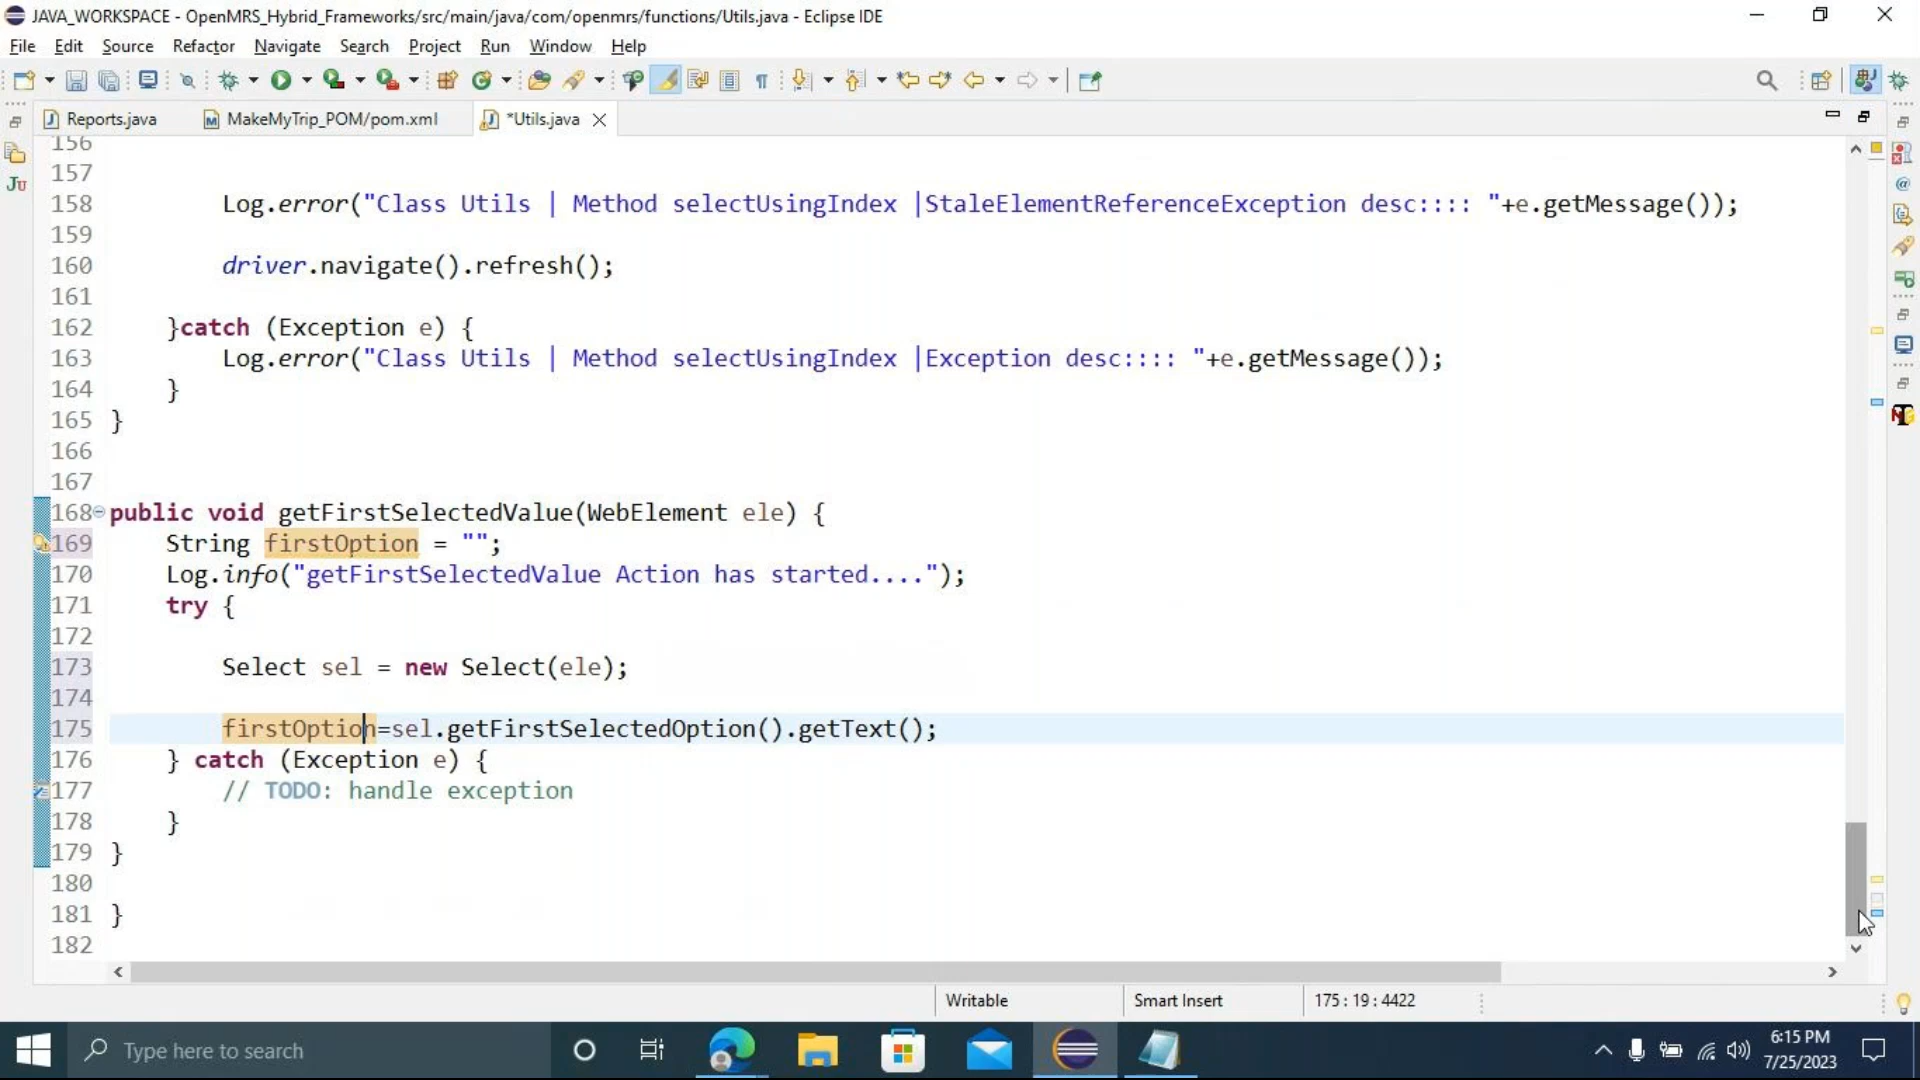 JAVA_WORKSPACE - OpenMRS_Hybrid_Frameworks/src/main/java/com/openmrs/functions/Utils.java - Eclipse IDE
File Edit Source Refactor Navigate Search Project Run Window Help
Reports.java MakeMyTrip_POM/pom.xml *Utils.java
156
157
158 Log.error("Class Utils | Method selectUsingIndex |StaleElementReferenceException desc:::: "+e.getMessage());
159
160 driver.navigate().refresh();
161
162 }catch (Exception e) {
163 Log.error("Class Utils | Method selectUsingIndex |Exception desc:::: "+e.getMessage());
164 }
165 }
166
167
168 public void getFirstSelectedValue(WebElement ele) {
169 String firstOption = "";
170 Log.info("getFirstSelectedValue Action has started....");
171 try {
172
173 Select sel = new Select(ele);
174
175 firstOption=sel.getFirstSelectedOption().getText();
176 } catch (Exception e) {
177 // TODO: handle exception
178 }
179 }
180
181 }
182
Writable Smart Insert 175 : 19 : 4422
Type here to search
6:15 PM
7/25/2023